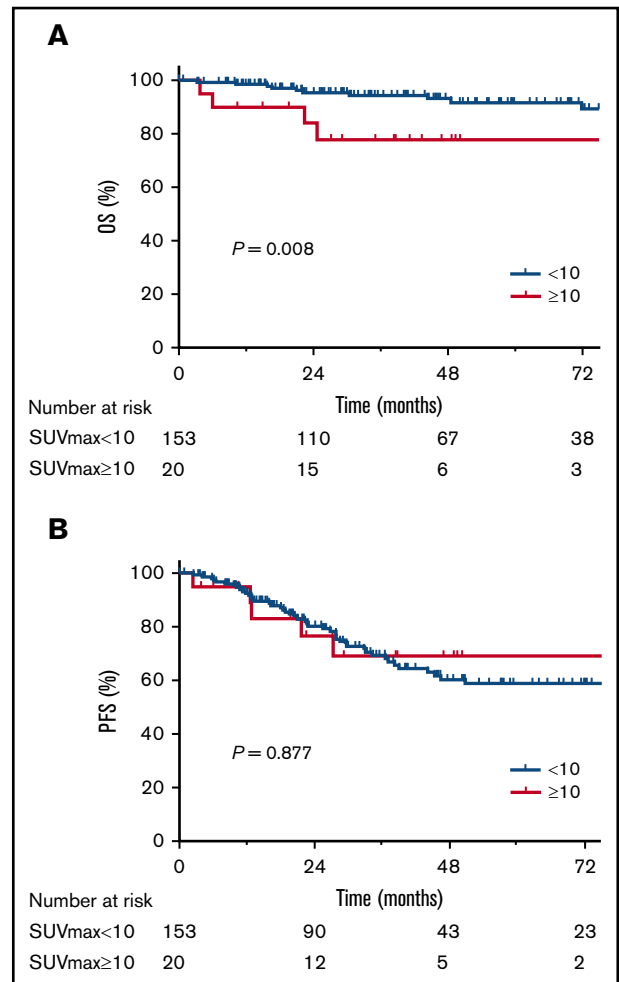 A
100
80
60
40
20
0
OS (%)
P = 0.008
<10
≥10
0 24 48 72
Time (months)
Number at risk
SUVmax<10 153 110 67 38
SUVmax≥10 20 15 6 3
B
100
80
60
40
20
0
PFS (%)
P = 0.877
<10
≥10
0 24 48 72
Time (months)
Number at risk
SUVmax<10 153 90 43 23
SUVmax≥10 20 12 5 2